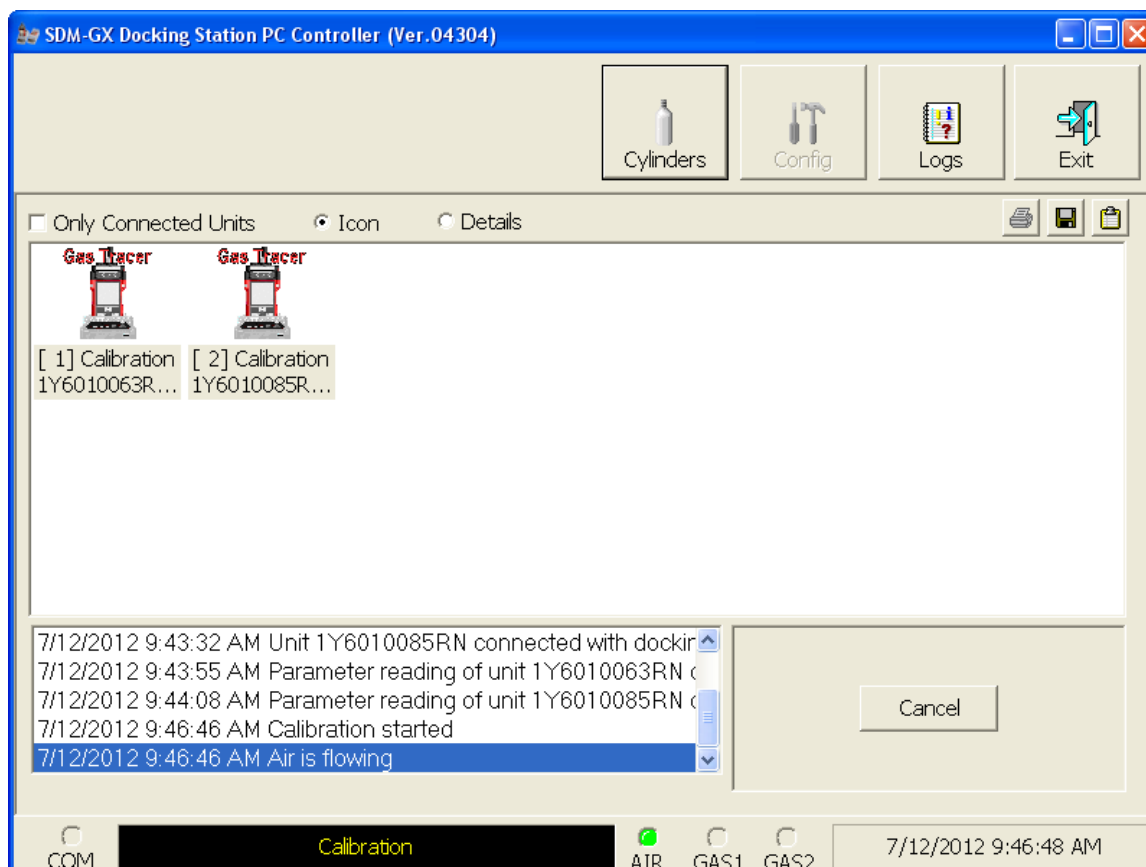 SDM-GX Docking Station PC Controller (Ver.04304)
Cylinders
Config
Logs
Exit
Only Connected Units
Icon
Details
Gas Tracer
Gas Tracer
[ 1] Calibration
1Y6010063R...
[ 2] Calibration
1Y6010085R...
7/12/2012 9:43:32 AM Unit 1Y6010085RN connected with dockin
7/12/2012 9:43:55 AM Parameter reading of unit 1Y6010063RN
7/12/2012 9:44:08 AM Parameter reading of unit 1Y6010085RN
7/12/2012 9:46:46 AM Calibration started
7/12/2012 9:46:46 AM Air is flowing
Cancel
COM
Calibration
AIR
GAS1
GAS2
7/12/2012 9:46:48 AM